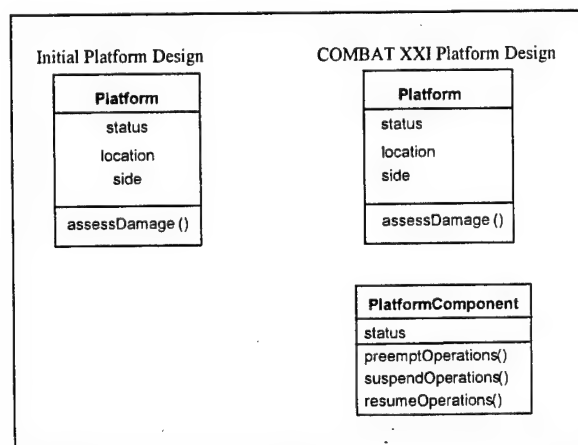 Initial Platform Design
Platform
status
location
side
assessDamage ()
COMBAT XXI Platform Design
Platform
status
location
side
assessDamage ()
PlatformComponent
status
preemptOperations()
suspendOperations()
resumeOperations()